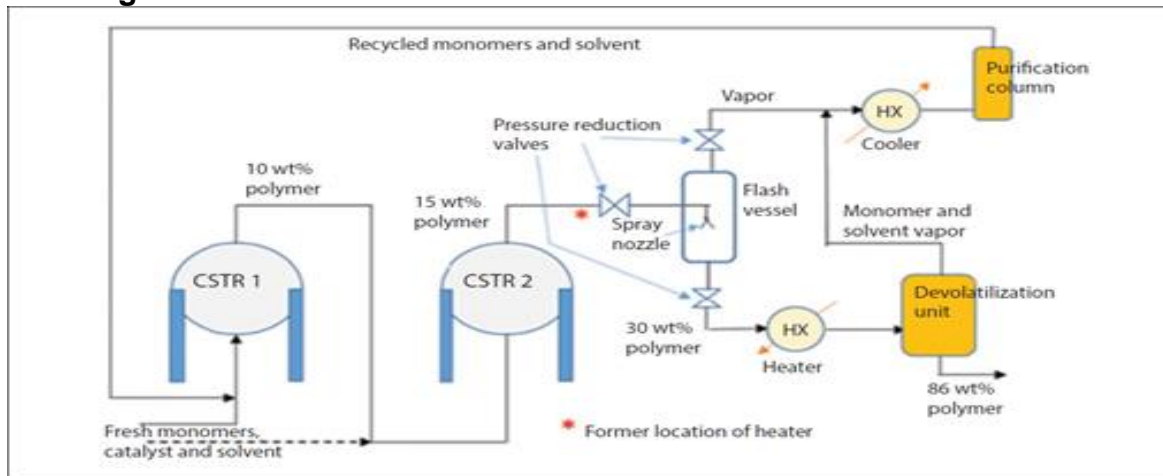 Recycled monomers and solvent
Purification
column
Vapor
HX
Cooler
Pressure reduction
valves
10 wt%
polymer
15 wt%
polymer
Flash
vessel
Spray
nozzle
Monomer and
solvent vapor
CSTR 1
CSTR 2
Devolatilization
unit
30 wt%
polymer
HX
Heater
86 wt%
polymer
Fresh monomers,
catalyst and solvent
* Former location of heater